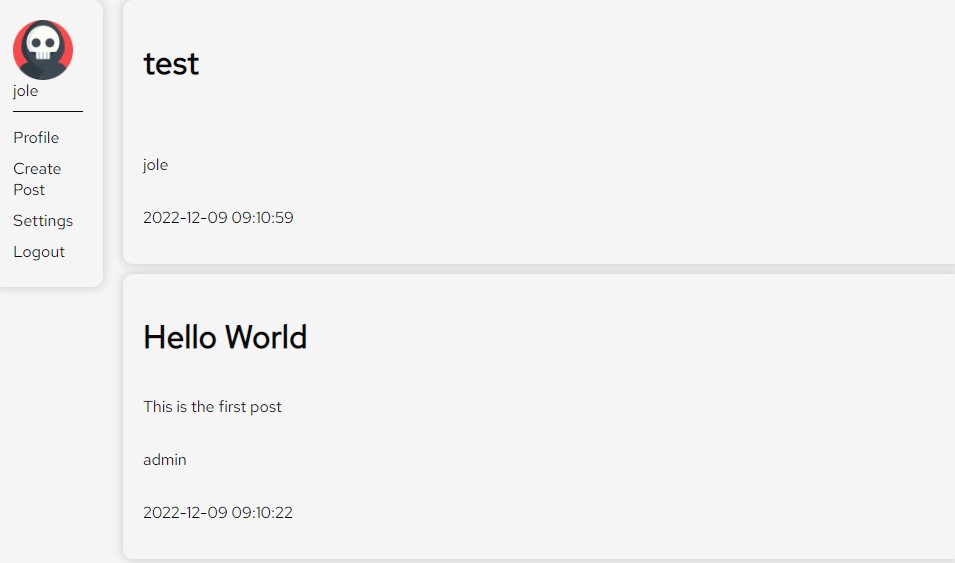 jole
Profile
Create
Post
Settings
Logout
test
jole
2022-12-09 09:10:59
Hello World
This is the first post
admin
2022-12-09 09:10:22